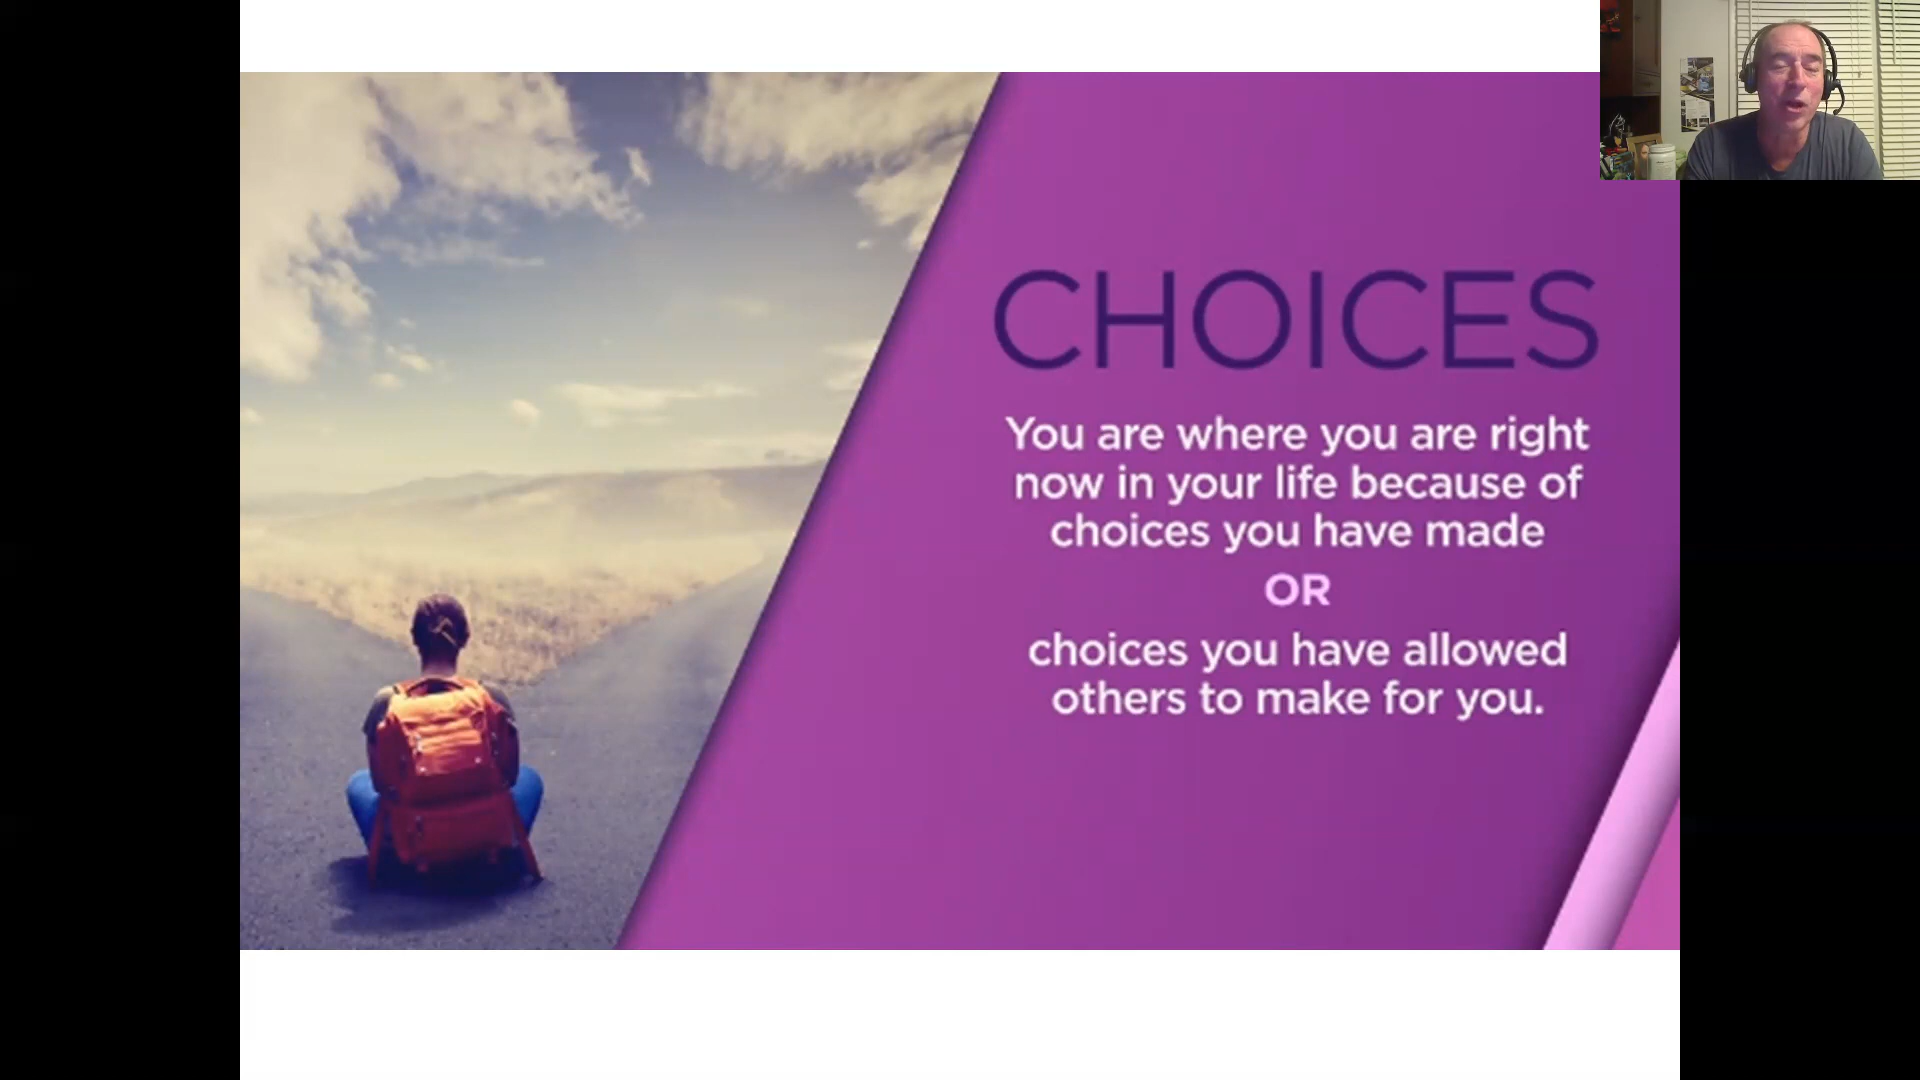 CHOICES
You are where you are right
now in your life because of
choices you have made
OR
choices you have allowed
others to make for you.